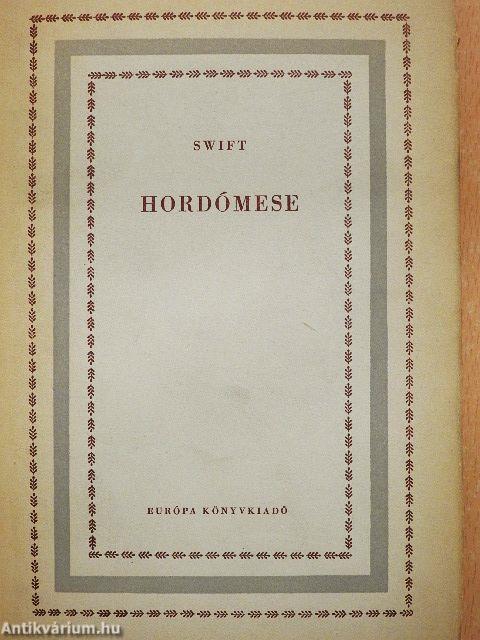 SWIFT
HORDÓMESE
EURÓPA KÖNYVKIADÓ
Antikvárium.hu